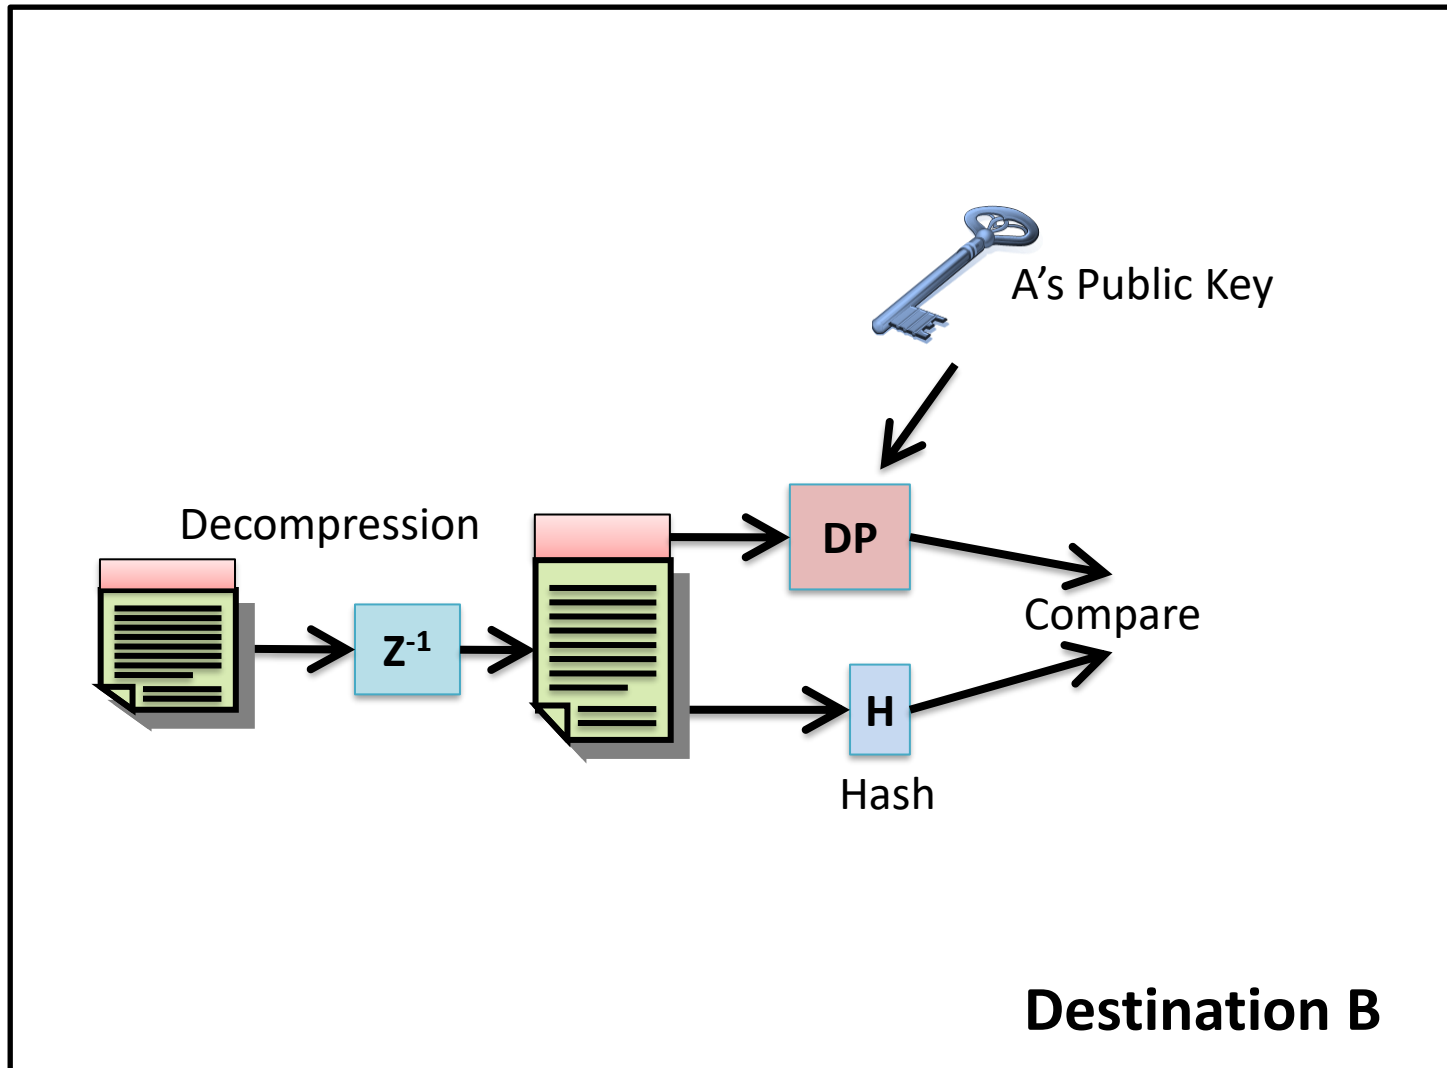 A’s Public Key
Decompression
DP
Z-1
Compare
H
Hash
Destination B